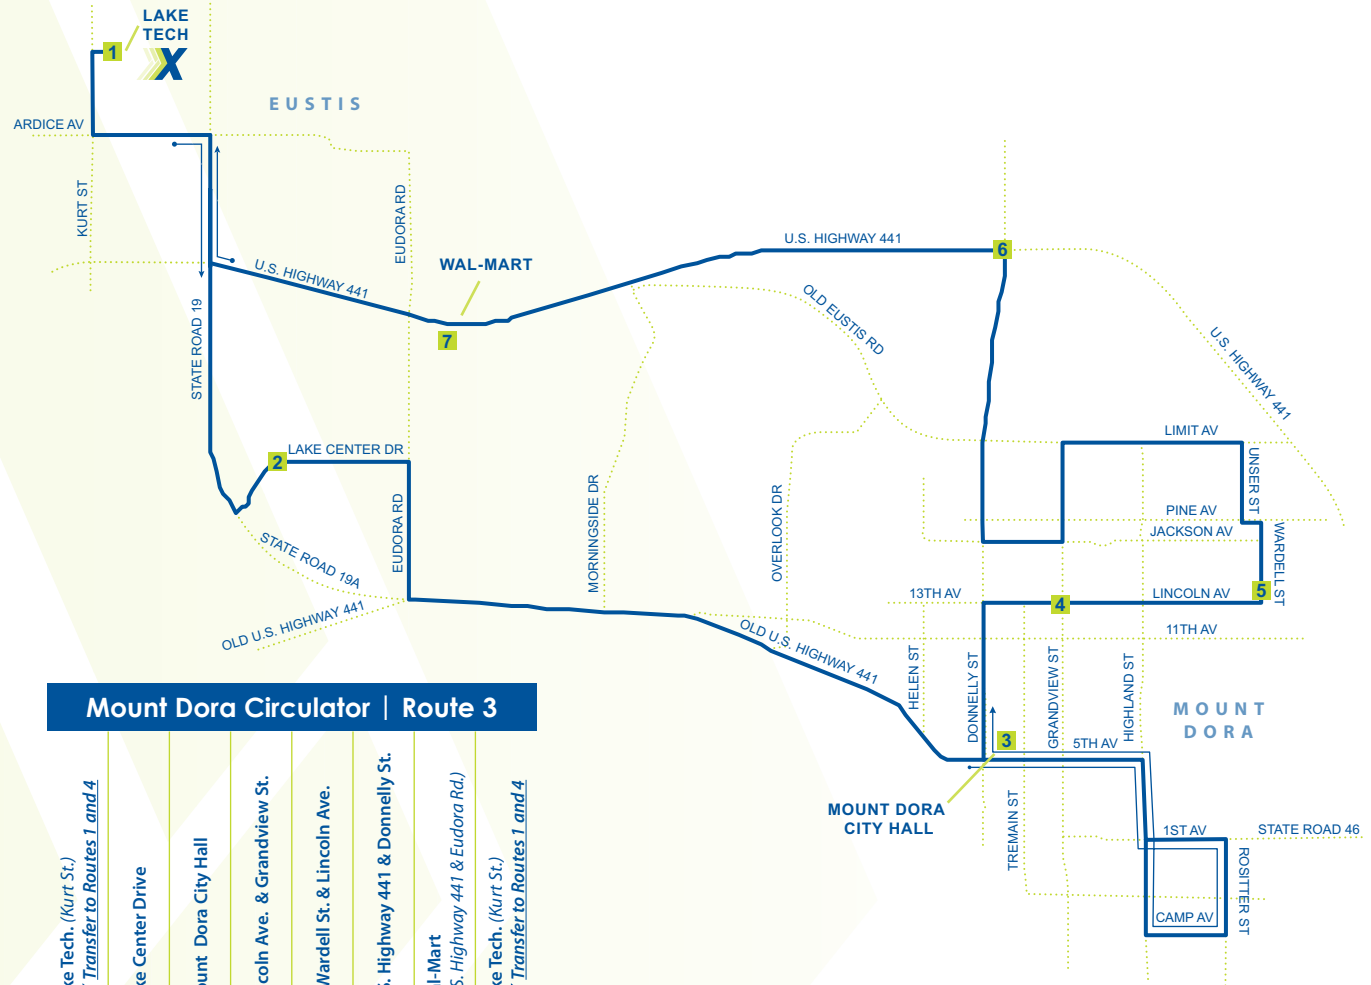 LAKE
TECH
1
X
EUSTIS
ARDICE AV
KURT ST
EUDORA RD
U.S. HIGHWAY 441
WAL-MART
7
STATE ROAD 19
U.S. HIGHWAY 441
6
OLD EUSTIS RD
U.S. HIGHWAY 441
2
LAKE CENTER DR
EUDORA RD
STATE ROAD 19A
OLD U.S. HIGHWAY 441
MORNINGSIDE DR
OVERLOOK DR
LIMIT AV
UNSER ST
PINE AV
JACKSON AV
WARDELL ST
5
13TH AV
4
LINCOLN AV
11TH AV
OLD U.S. HIGHWAY 441
HELEN ST
DONNELLY ST
GRANDVIEW ST
HIGHLAND ST
MOUNT
DORA
3
5TH AV
MOUNT DORA
CITY HALL
TREMAIN ST
1ST AV
STATE ROAD 46
ROSITTER ST
CAMP AV
Mount Dora Circulator | Route 3
Tech. (Kurt St.)
Transfer to Routes 1 and 4
Center Drive
Dora City Hall
Ave. & Grandview St.
Wardell St. & Lincoln Ave.
Highway 441 & Donnelly St.
Highway 441 & Eudora Rd.)
Tech. (Kurt St.)
Transfer to Routes 1 and 4